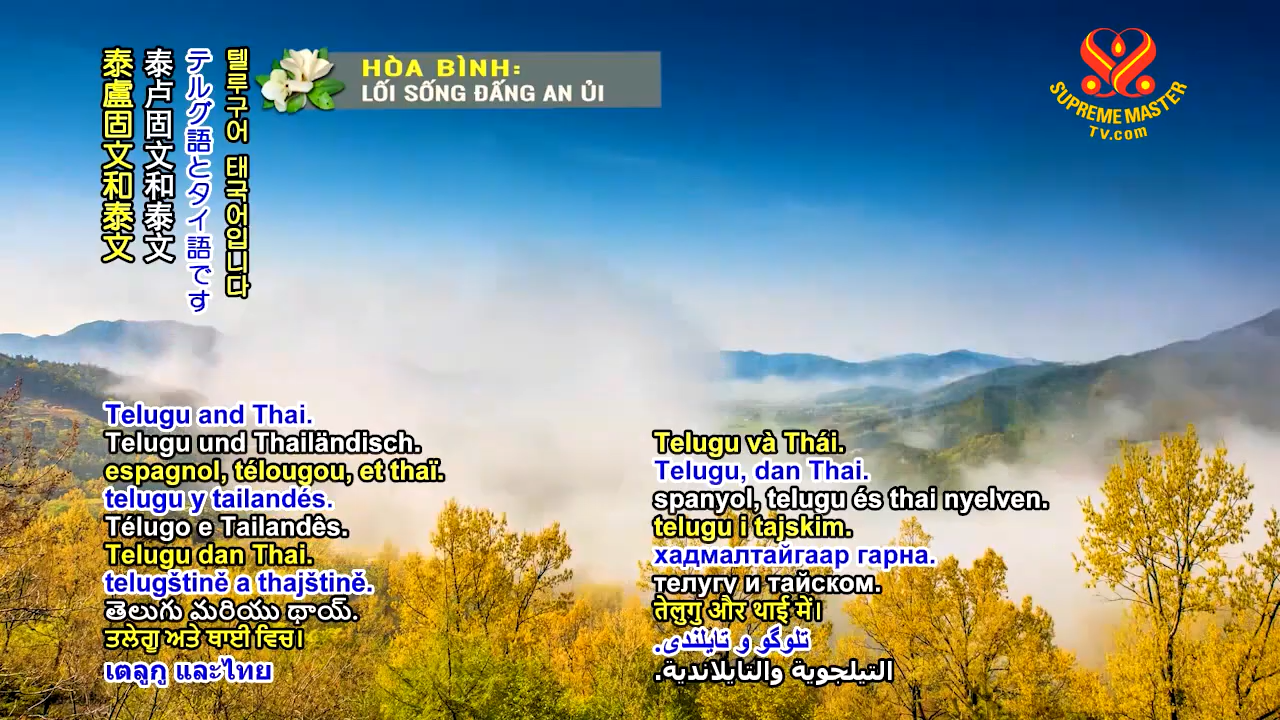 泰盧固文和泰文
泰卢固文和泰文
テルグ語とタイ語です
텔루구어 태국어입니다
HÒA BÌNH:
LỐI SỐNG ĐẤNG AN ỦI
SUPREME MASTER
TV.com
Telugu and Thai.
Telugu und Thailändisch.
espagnol, télougou, et thaï.
telugu y tailandés.
Télugo e Tailandês.
Telugu dan Thai.
telugštině a thajštině.
తెలుగు మరియు థాయ్.
ਤਲੇਗੂ ਅਤੇ ਥਾਈ ਵਿਚ।
เตลูกู และไทย
Telugu và Thái.
Telugu, dan Thai.
spanyol, telugu és thai nyelven.
telugu i tajskim.
хадмалтайгаар гарна.
телугу и тайском.
तेलुगु और थाई में।
تلوگو و تایلندی.
التيلجوية والتايلاندية.